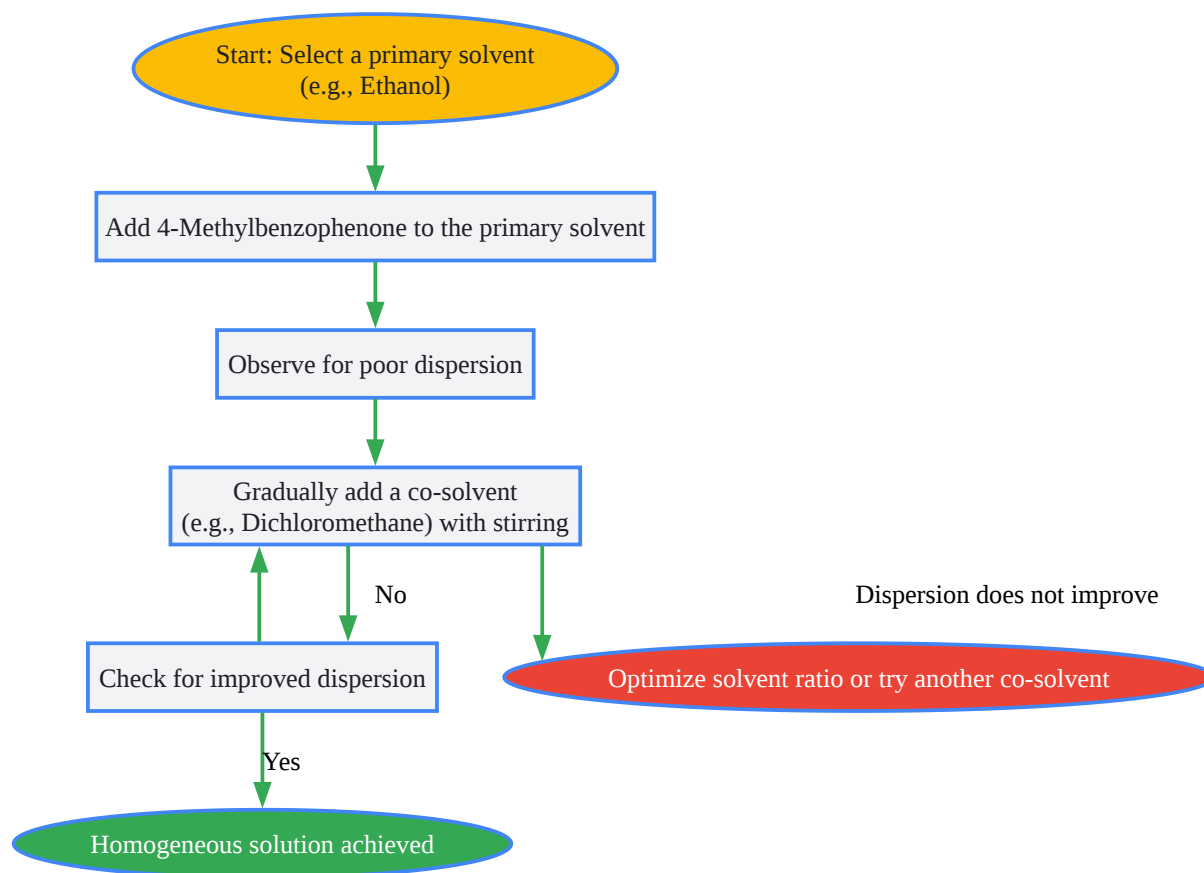 Start: Select a primary solvent
(e.g., Ethanol)
Add 4-Methylbenzophenone to the primary solvent
Observe for poor dispersion
Gradually add a co-solvent
(e.g., Dichloromethane) with stirring
No
Dispersion does not improve
Check for improved dispersion
Optimize solvent ratio or try another co-solvent
Yes
Homogeneous solution achieved